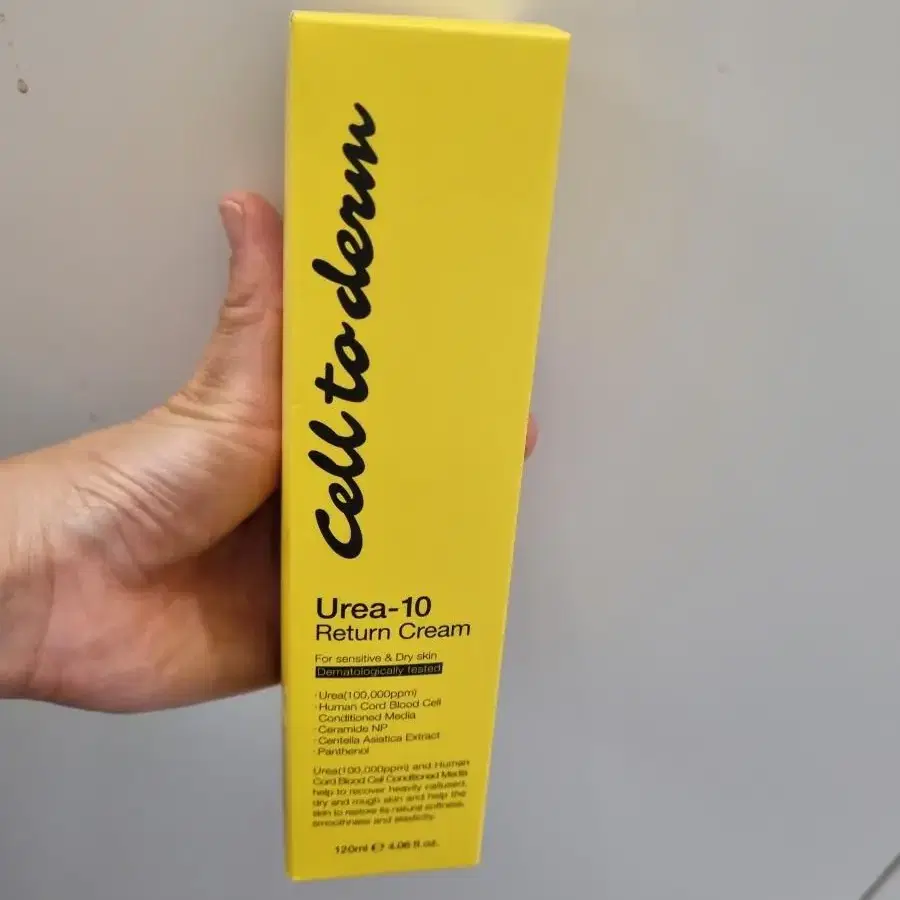 Cell to derm
Urea-10
Return Cream
For sensitive & Dry skin
Dematologically tested
·Urea(100,000ppm)
·Human Cord Blood Cell
Conditioned Media
·Ceramide NP
·Centella Asiatica Extract
·Panthenol
Urea(100,000ppm) and Human
Cord Blood Cell Conditioned Media
help to recover heavily callused,
dry and rough skin and help the
skin to restore its natural softness,
smoothness and elasticity.
120ml ℮ 4.06 fl.oz.